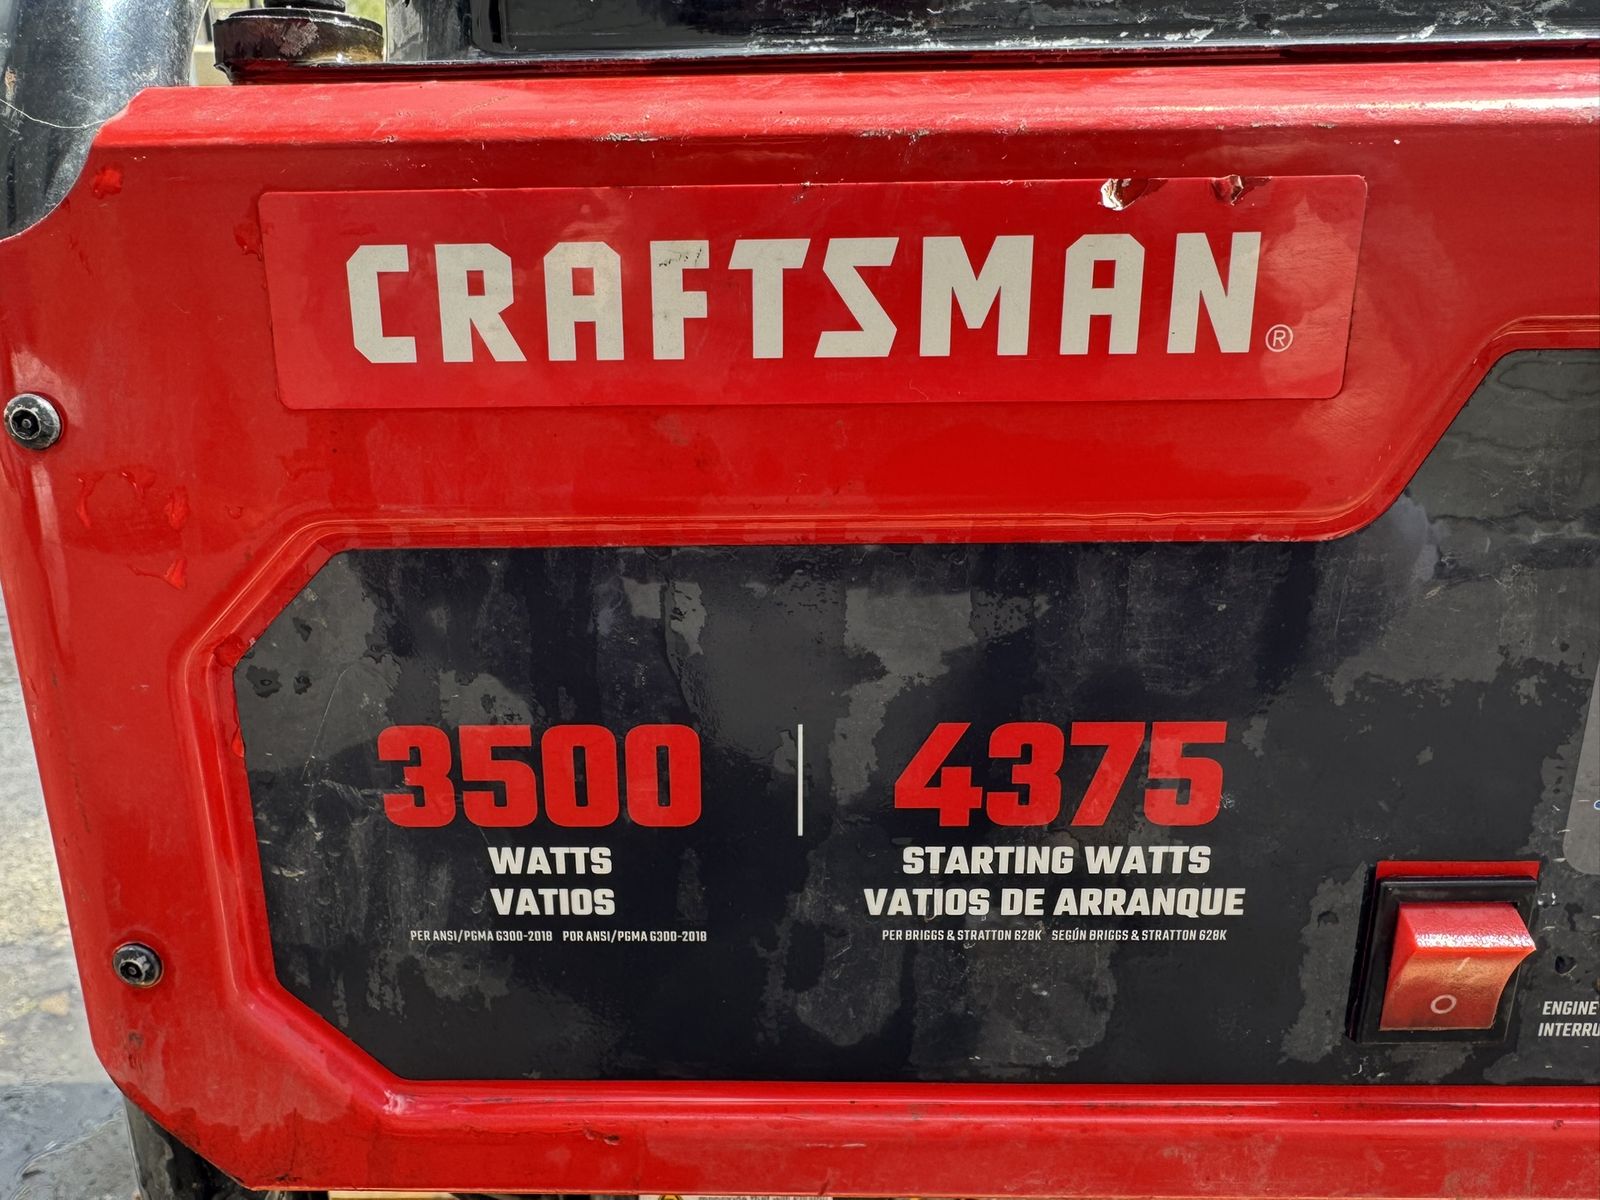 CRAFTSMAN®
3500
WATTS
VATIOS
PER ANSI/PGMA G300-2018 POR ANSI/PGMA G300-2018
4375
STARTING WATTS
VATIOS DE ARRANQUE
PER BRIGGS & STRATTON 628K SEGÚN BRIGGS & STRATTON 628K
ENGINE